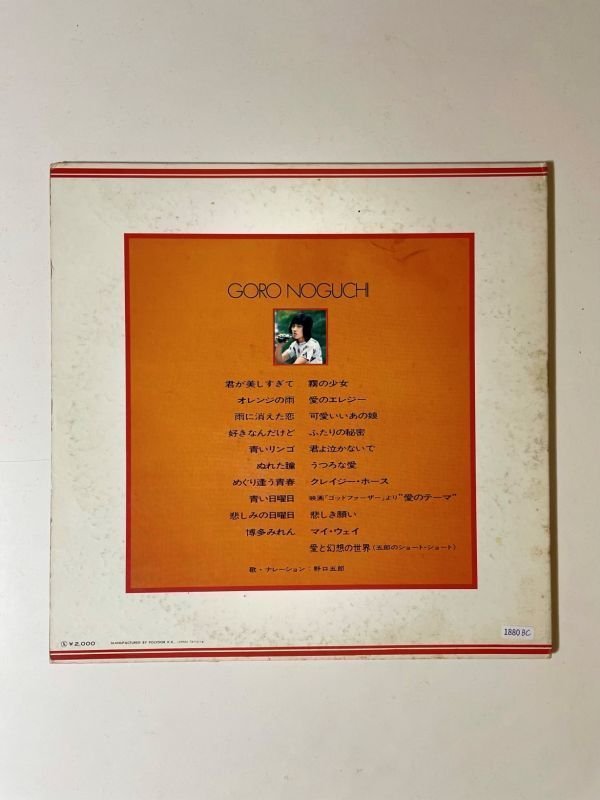 GORO NOGUCHI
君が美しすぎて 霧の少女
オレンジの雨 愛のエレジー
雨に消えた恋 可愛いいあの娘
好きなんだけど ふたりの秘密
青いリンゴ 君よ泣かないで
ぬれた瞳 うつろな愛
めぐり逢う青春 クレイジー・ホース
青い日曜日 映画「ゴッドファーザー」より“愛のテーマ”
悲しみの日曜日 悲しき願い
博多みれん マイ・ウェイ
愛と幻想の世界(五郎のショート・ショート)
歌・ナレーション:野口五郎
¥2,000 MANUFACTURED BY POLYDOR K.K., JAPAN
1880 BC